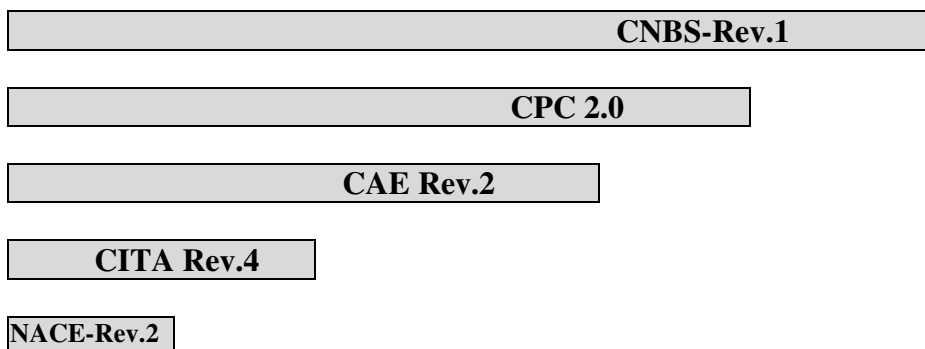 CNBS-Rev.1
CPC 2.0
CAE Rev.2
CITA Rev.4
NACE-Rev.2